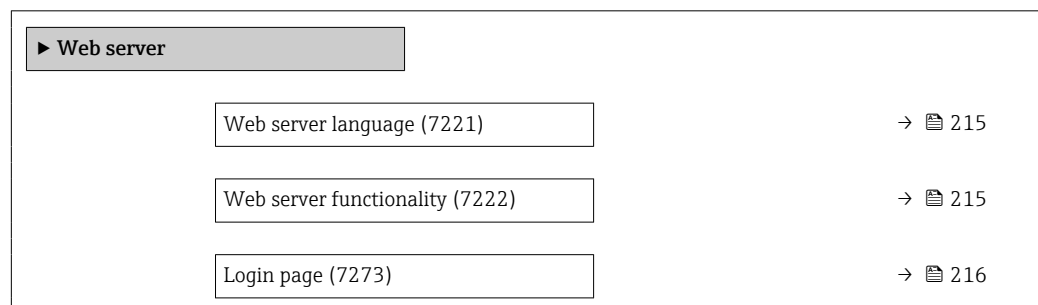 ▶ Web server
Web server language (7221) → 215
Web server functionality (7222) → 215
Login page (7273) → 216